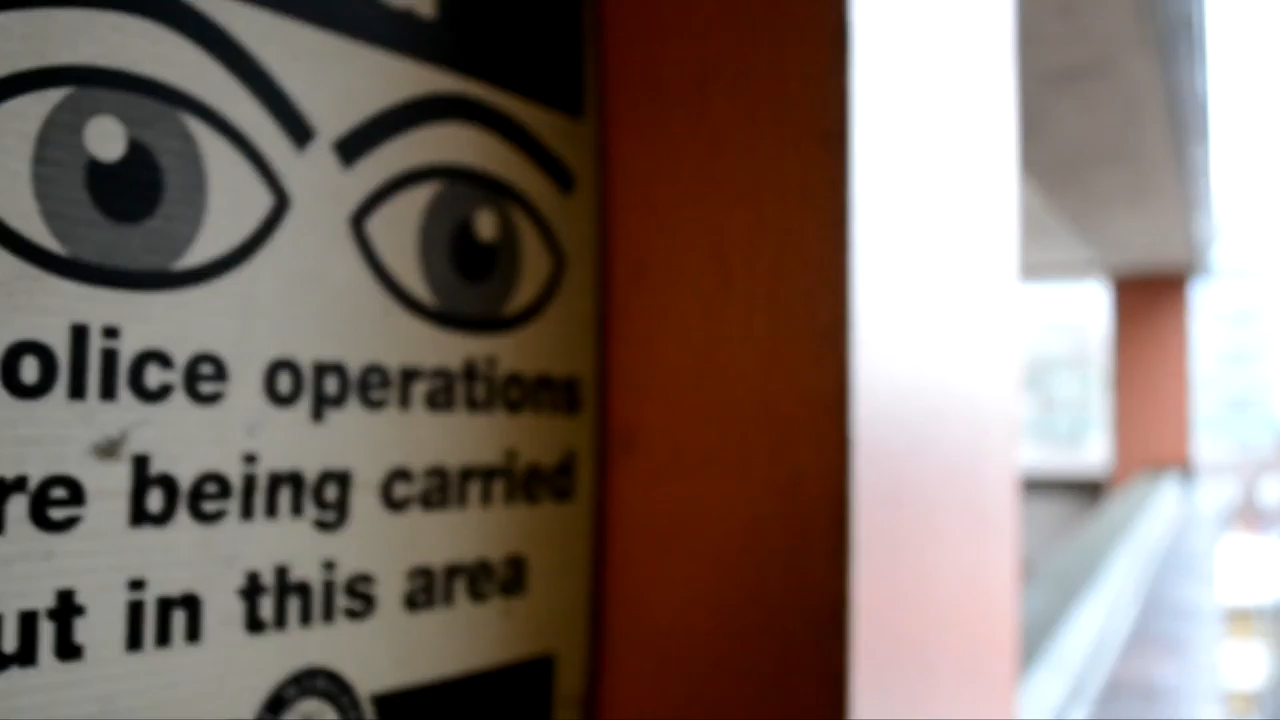 olice operations
re being carried
ut in this area